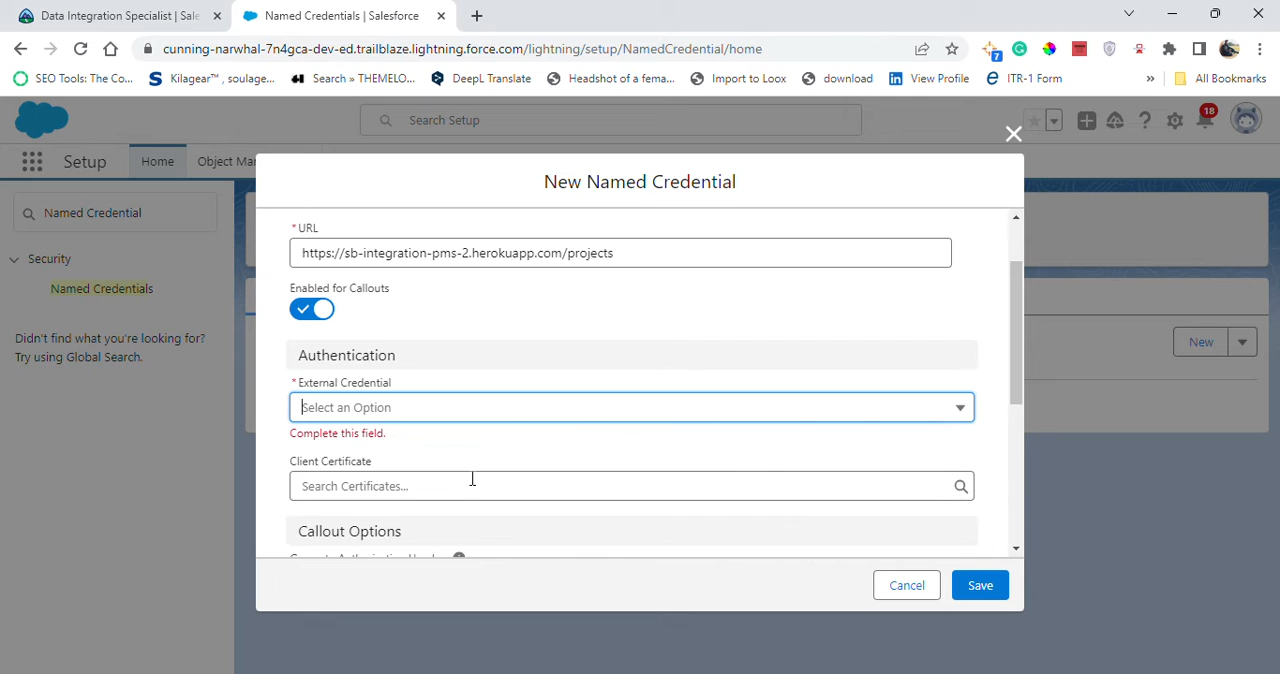 Data Integration Specialist | Sale
Named Credentials | Salesforce
cunning-narwhal-7n4gca-dev-ed.trailblaze.lightning.force.com/lightning/setup/NamedCredential/home
7
SEO Tools: The Co...
Kilagear™ , soulage...
Search » THEMELO...
DeepL Translate
Headshot of a fema...
Import to Loox
download
View Profile
ITR-1 Form
»
All Bookmarks
Search Setup
18
Setup
Home
Object Mar
New Named Credential
Named Credential
Security
Named Credentials
Didn't find what you're looking for?
Try using Global Search.
* URL
https://sb-integration-pms-2.herokuapp.com/projects
Enabled for Callouts
Authentication
* External Credential
Select an Option
Complete this field.
Client Certificate
Search Certificates...
Callout Options
New
Cancel
Save